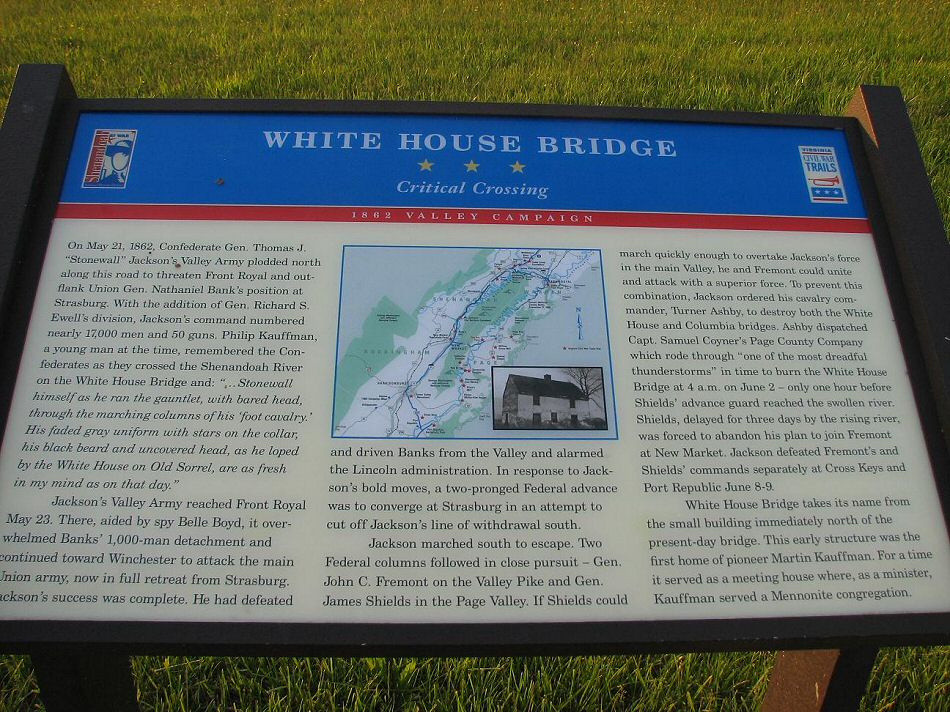 Shenandoah
AT WAR
WHITE HOUSE BRIDGE
Critical Crossing
VIRGINIA
CIVIL WAR
TRAILS
1862 VALLEY CAMPAIGN
On May 21, 1862, Confederate Gen. Thomas J.
"Stonewall" Jackson's Valley Army plodded north
along this road to threaten Front Royal and out-
flank Union Gen. Nathaniel Bank's position at
Strasburg. With the addition of Gen. Richard S.
Ewell's division, Jackson's command numbered
nearly 17,000 men and 50 guns. Philip Kauffman,
a young man at the time, remembered the Con-
federates as they crossed the Shenandoah River
on the White House Bridge and: "…Stonewall
himself as he ran the gauntlet, with bared head,
through the marching columns of his 'foot cavalry.'
His faded gray uniform with stars on the collar,
his black beard and uncovered head, as he loped
by the White House on Old Sorrel, are as fresh
in my mind as on that day."
Jackson's Valley Army reached Front Royal
May 23. There, aided by spy Belle Boyd, it over-
whelmed Banks' 1,000-man detachment and
continued toward Winchester to attack the main
Union army, now in full retreat from Strasburg.
Jackson's success was complete. He had defeated
SHENANDOAH
ROCKINGHAM
PAGE
HARRISONBURG
and driven Banks from the Valley and alarmed
the Lincoln administration. In response to Jack-
son's bold moves, a two-pronged Federal advance
was to converge at Strasburg in an attempt to
cut off Jackson's line of withdrawal south.
Jackson marched south to escape. Two
Federal columns followed in close pursuit – Gen.
John C. Fremont on the Valley Pike and Gen.
James Shields in the Page Valley. If Shields could
march quickly enough to overtake Jackson's force
in the main Valley, he and Fremont could unite
and attack with a superior force. To prevent this
combination, Jackson ordered his cavalry com-
mander, Turner Ashby, to destroy both the White
House and Columbia bridges. Ashby dispatched
Capt. Samuel Coyner's Page County Company
which rode through "one of the most dreadful
thunderstorms" in time to burn the White House
Bridge at 4 a.m. on June 2 – only one hour before
Shields' advance guard reached the swollen river.
Shields, delayed for three days by the rising river,
was forced to abandon his plan to join Fremont
at New Market. Jackson defeated Fremont's and
Shields' commands separately at Cross Keys and
Port Republic June 8-9.
White House Bridge takes its name from
the small building immediately north of the
present-day bridge. This early structure was the
first home of pioneer Martin Kauffman. For a time
it served as a meeting house where, as a minister,
Kauffman served a Mennonite congregation.